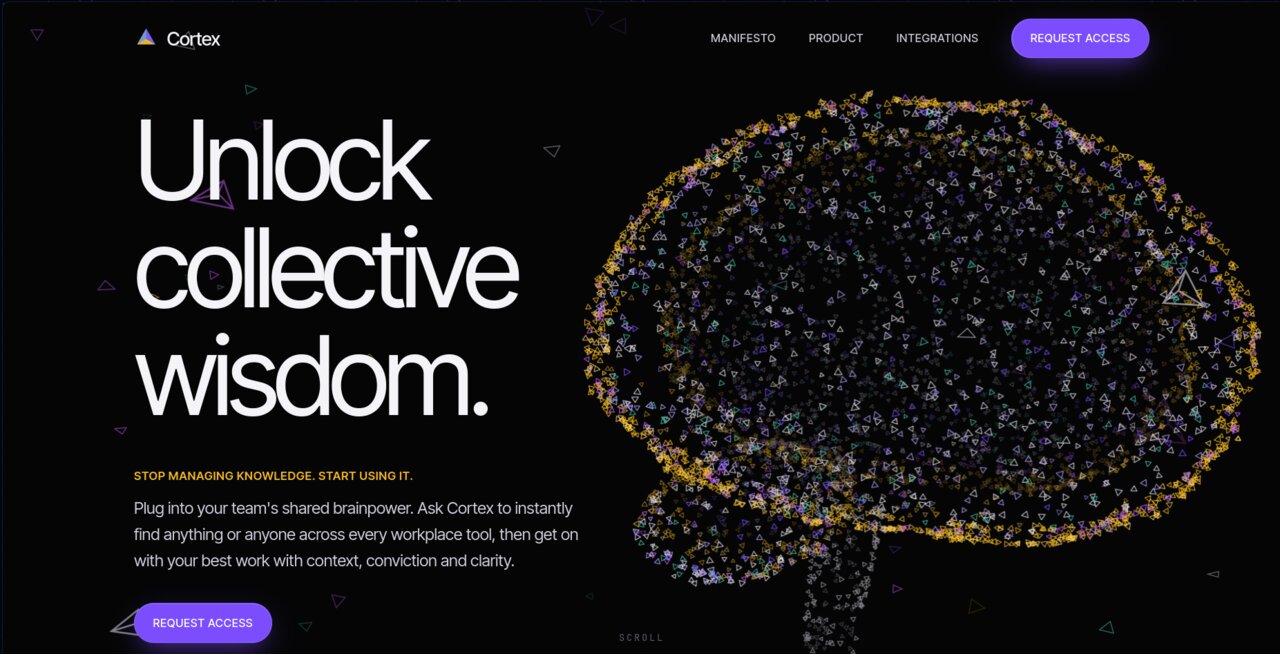 Cortex
MANIFESTO
PRODUCT
INTEGRATIONS
REQUEST ACCESS
Unlock
collective
wisdom.
STOP MANAGING KNOWLEDGE. START USING IT.
Plug into your team's shared brainpower. Ask Cortex to instantly
find anything or anyone across every workplace tool, then get on
with your best work with context, conviction and clarity.
REQUEST ACCESS
SCROLL